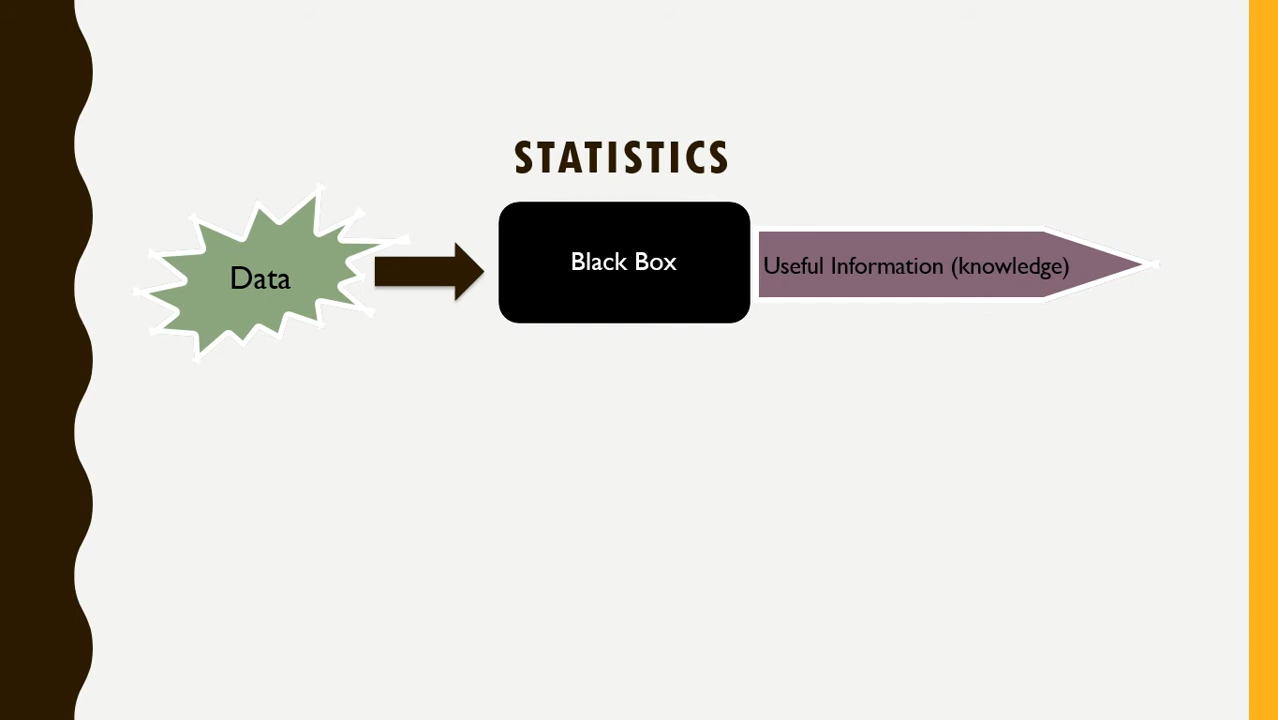 STATISTICS
Data
Black Box
Useful Information (knowledge)